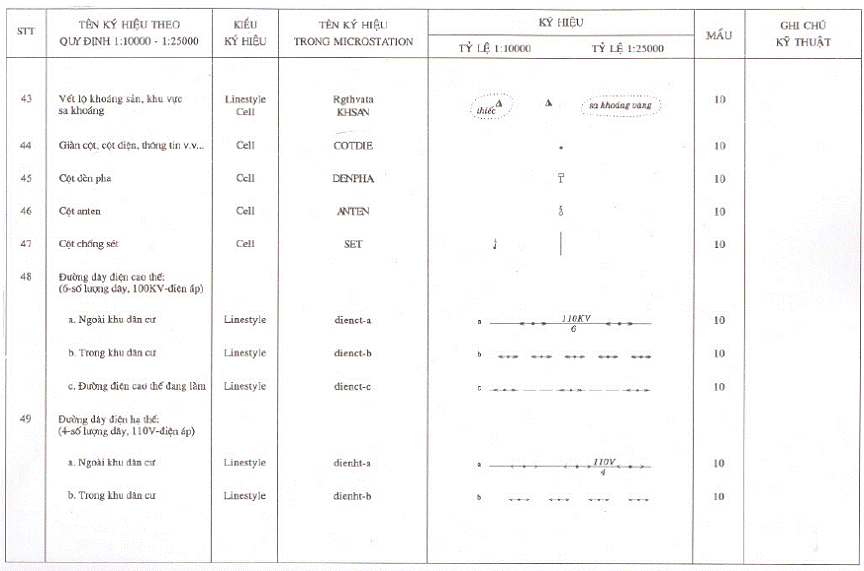 STT
TÊN KÝ HIỆU THEO
QUY ĐỊNH 1:10000 - 1:25000
KIỂU
KÝ HIỆU
TÊN KÝ HIỆU
TRONG MICROSTATION
KÝ HIỆU
TỶ LỆ 1:10000 TỶ LỆ 1:25000
MẦU
GHI CHÚ
KỸ THUẬT
43 Vết lộ khoáng sản, khu vực Linestyle Rgthvata thiếc sa khoáng vàng 10
sa khoáng Cell KHSAN
44 Giàn cột, cột điện, thông tin v.v... Cell COTDIE 10
45 Cột đèn pha Cell DENPHA 10
46 Cột anten Cell ANTEN 10
47 Cột chống sét Cell SET 10
48 Đường dây điện cao thế:
(6-số lượng dây, 100KV-điện áp)
a. Ngoài khu dân cư Linestyle dienct-a a 110KV 10
6
b. Trong khu dân cư Linestyle dienct-b b 10
c. Đường điện cao thế đang làm Linestyle dienct-c c 10
49 Đường dây điện hạ thế:
(4-số lượng dây, 110V-điện áp)
a. Ngoài khu dân cư Linestyle dienht-a a 110V 10
4
b. Trong khu dân cư Linestyle dienht-b b 10